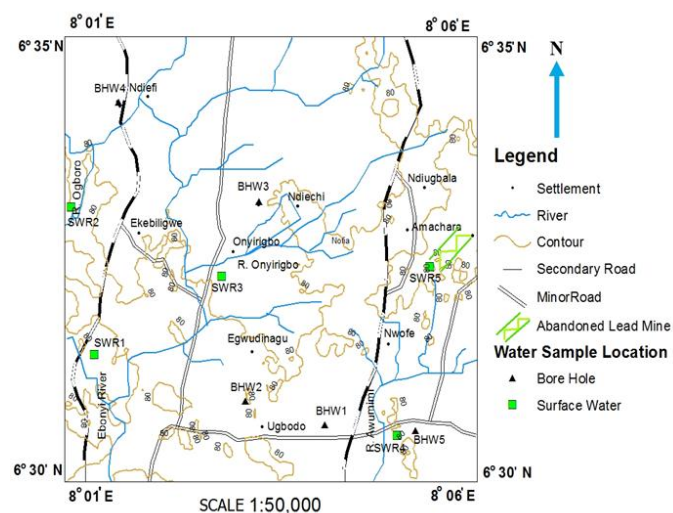 8° 01' E
8° 06' E
6° 35' N
6° 35' N
N
BHW4
Ndiefi
80
80
R. Ogboro
SWR2
80
BHW3
Ndiechi
Ndiugbala
Ekebiligwe
Amachara
Onyirigbo
Nofia
R. Onyirigbo
SWR3
SWR5
80
SWR1
Nwofe
Egwudinagu
Ebonyi River
BHW2
BHW1
Ugbodo
R. Awumimi
SWR4
BHW5
6° 30' N
6° 30' N
8° 01' E
8° 06' E
SCALE 1:50,000
Legend
Settlement
River
Contour
Secondary Road
MinorRoad
Abandoned Lead Mine
Water Sample Location
Bore Hole
Surface Water